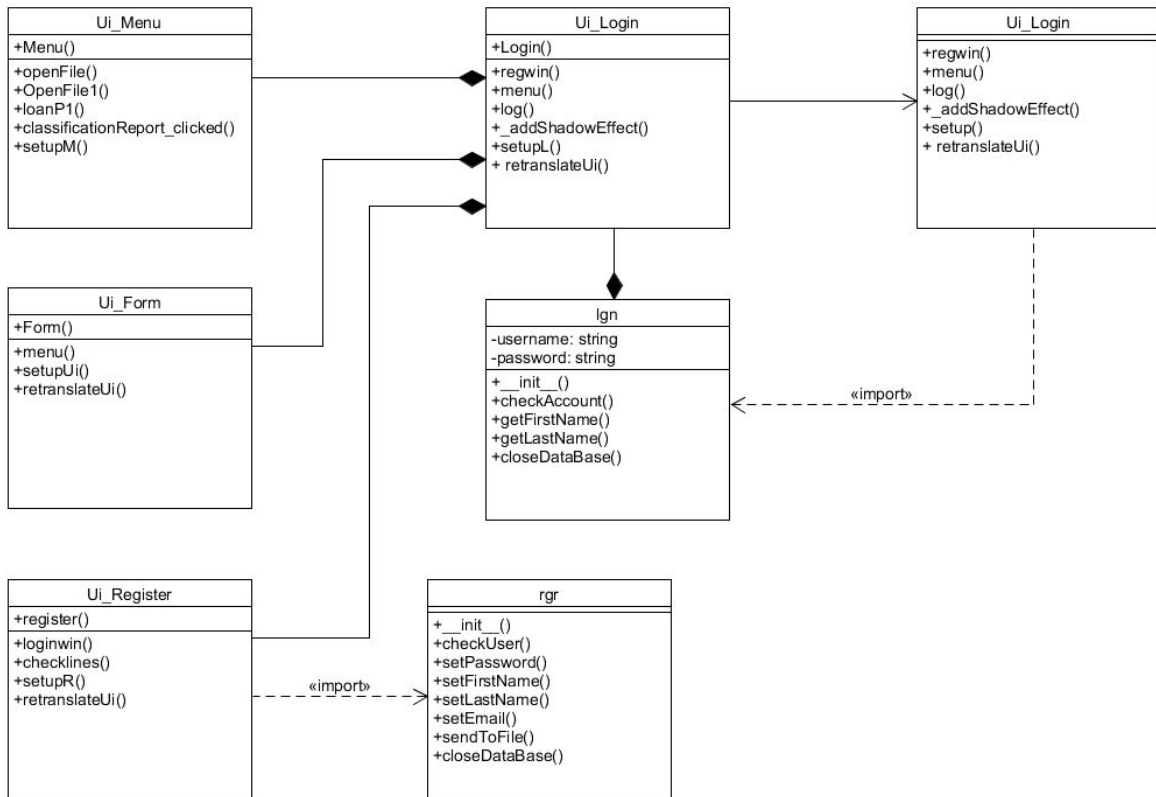 Ui_Menu
+Menu()
+openFile()
+OpenFile1()
+loanP1()
+classificationReport_clicked()
+setupM()
Ui_Login
+Login()
+regwin()
+menu()
+log()
+_addShadowEffect()
+setupL()
+ retranslateUi()
Ui_Login
+regwin()
+menu()
+log()
+_addShadowEffect()
+setup()
+ retranslateUi()
Ui_Form
+Form()
+menu()
+setupUi()
+retranslateUi()
lgn
-username: string
-password: string
+__init__()
+checkAccount()
+getFirstName()
+getLastName()
+closeDataBase()
«import»
Ui_Register
+register()
+loginwin()
+checklines()
+setupR()
+retranslateUi()
«import»
rgr
+__init__()
+checkUser()
+setPassword()
+setFirstName()
+setLastName()
+setEmail()
+sendToFile()
+closeDataBase()